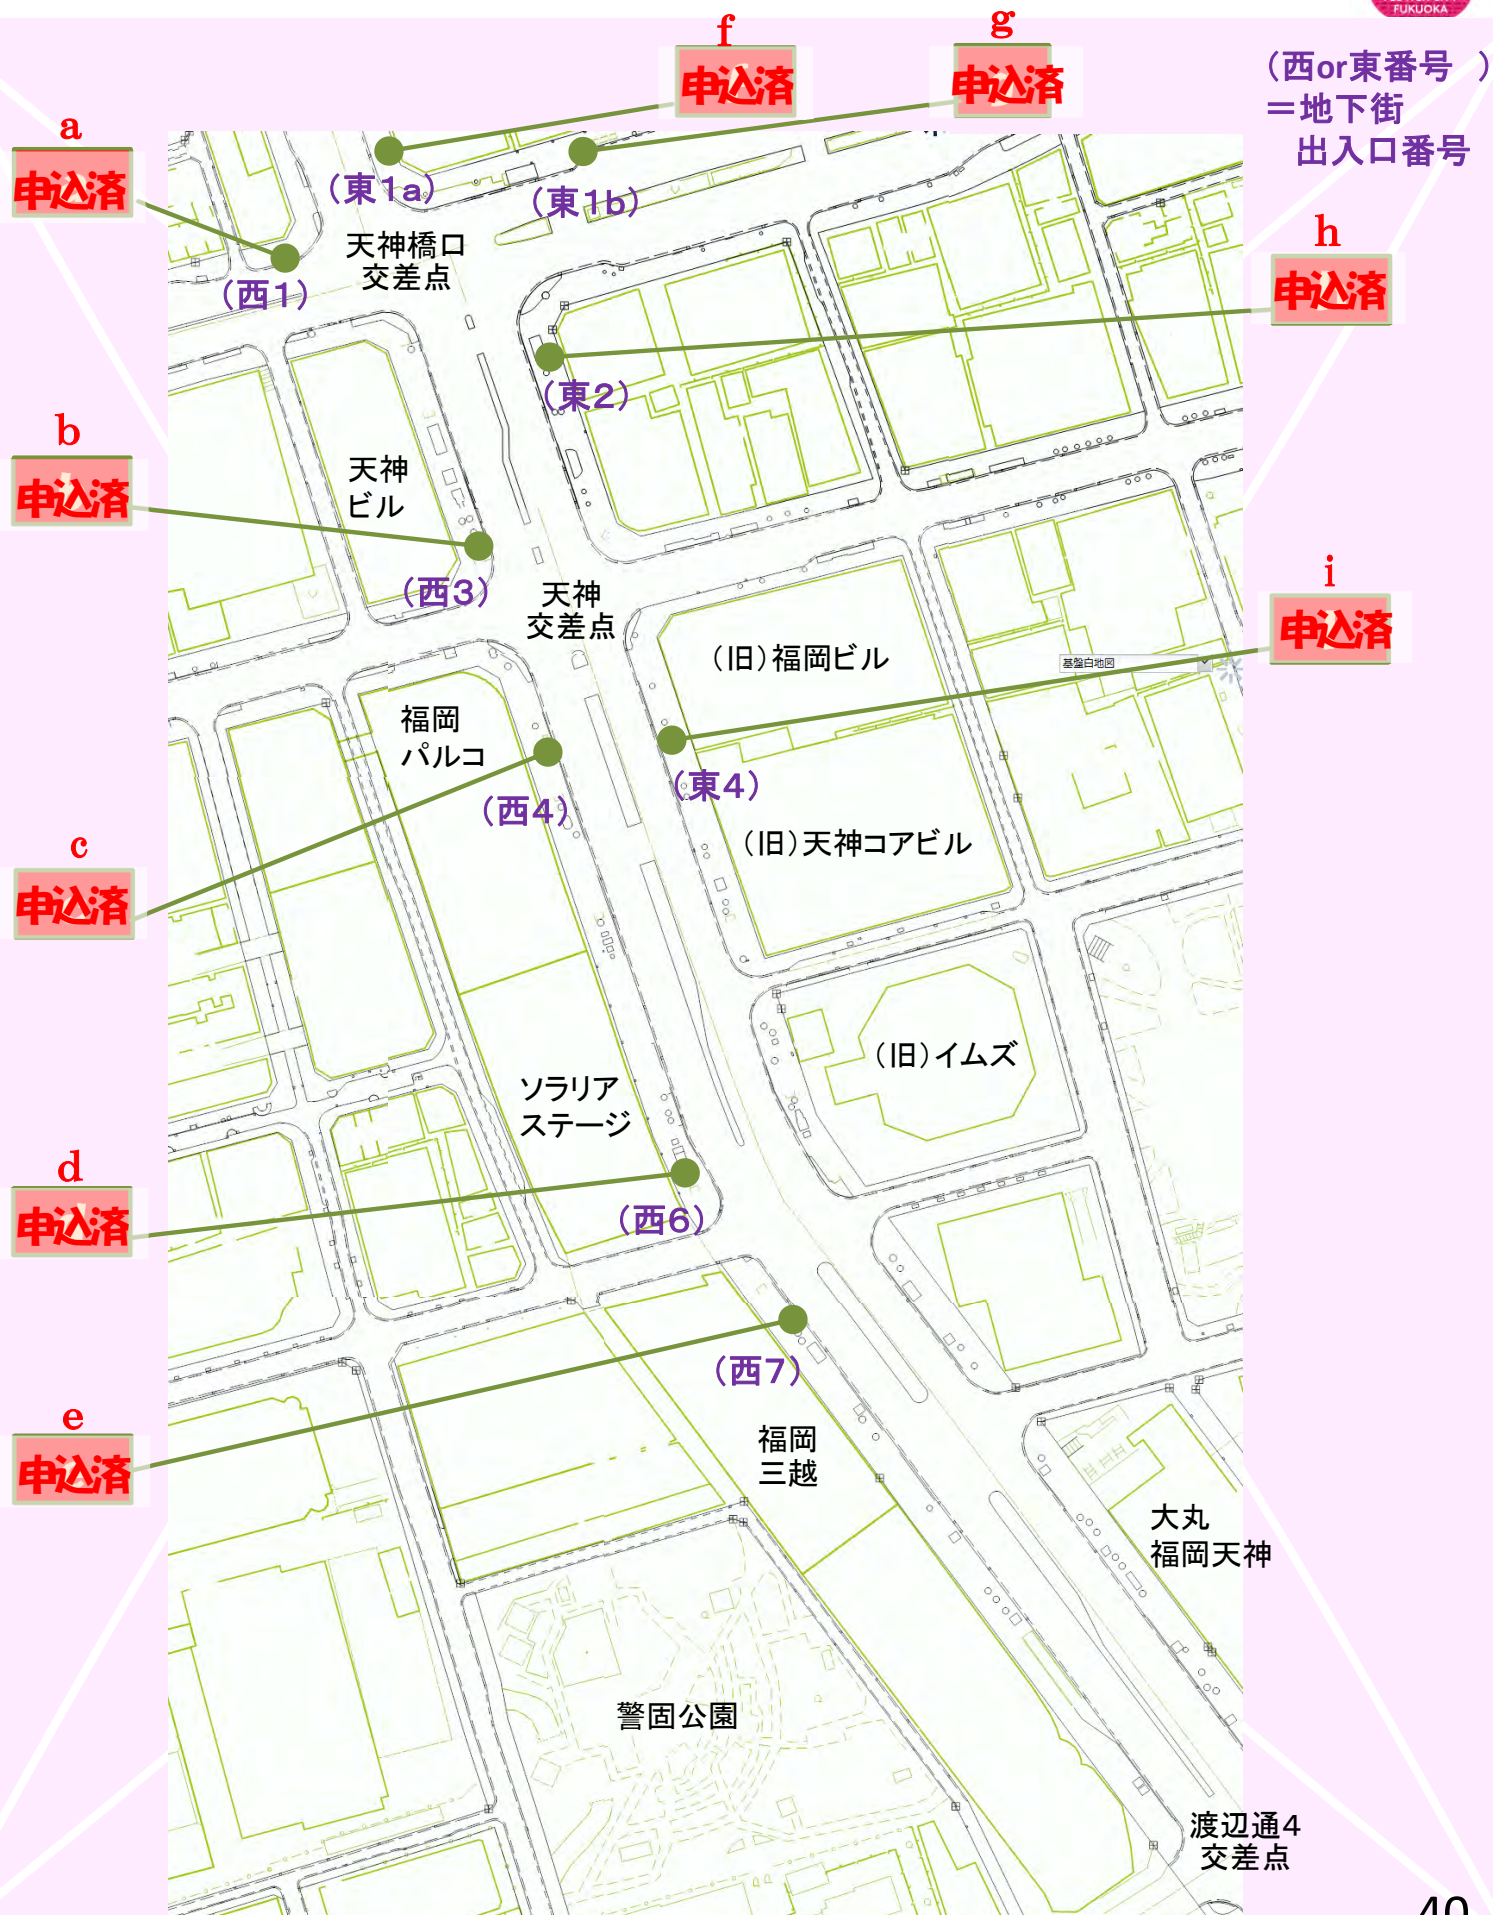 FUKUOKA
f
g
申込済
申込済
（西or東番号　）
＝地下街
出入口番号
a
申込済
（東1a）
（東1b）
天神橋口
交差点
（西1）
h
申込済
（東2）
b
申込済
天神
ビル
（西3）
天神
交差点
i
申込済
（旧）福岡ビル
基盤白地図
福岡
パルコ
（西4）
（東4）
（旧）天神コアビル
c
申込済
（旧）イムズ
ソラリア
ステージ
d
申込済
（西6）
（西7）
e
申込済
福岡
三越
大丸
福岡天神
警固公園
渡辺通4
交差点
40